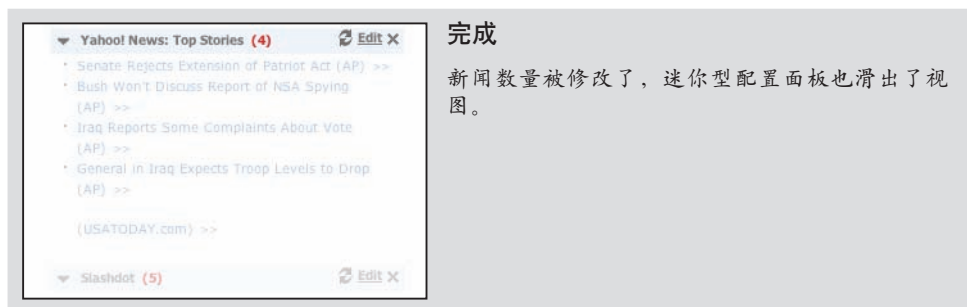 Yahoo! News: Top Stories (4) Edit
Senate Rejects Extension of Patriot Act (AP) >>
Bush Won't Discuss Report of NSA Spying
(AP) >>
Iraq Reports Some Complaints About Vote
(AP) >>
General in Iraq Expects Troop Levels to Drop
(AP) >>
(USATODAY.com) >>
Slashdot (5) Edit
完成
新闻数量被修改了，迷你型配置面板也滑出了视
图。